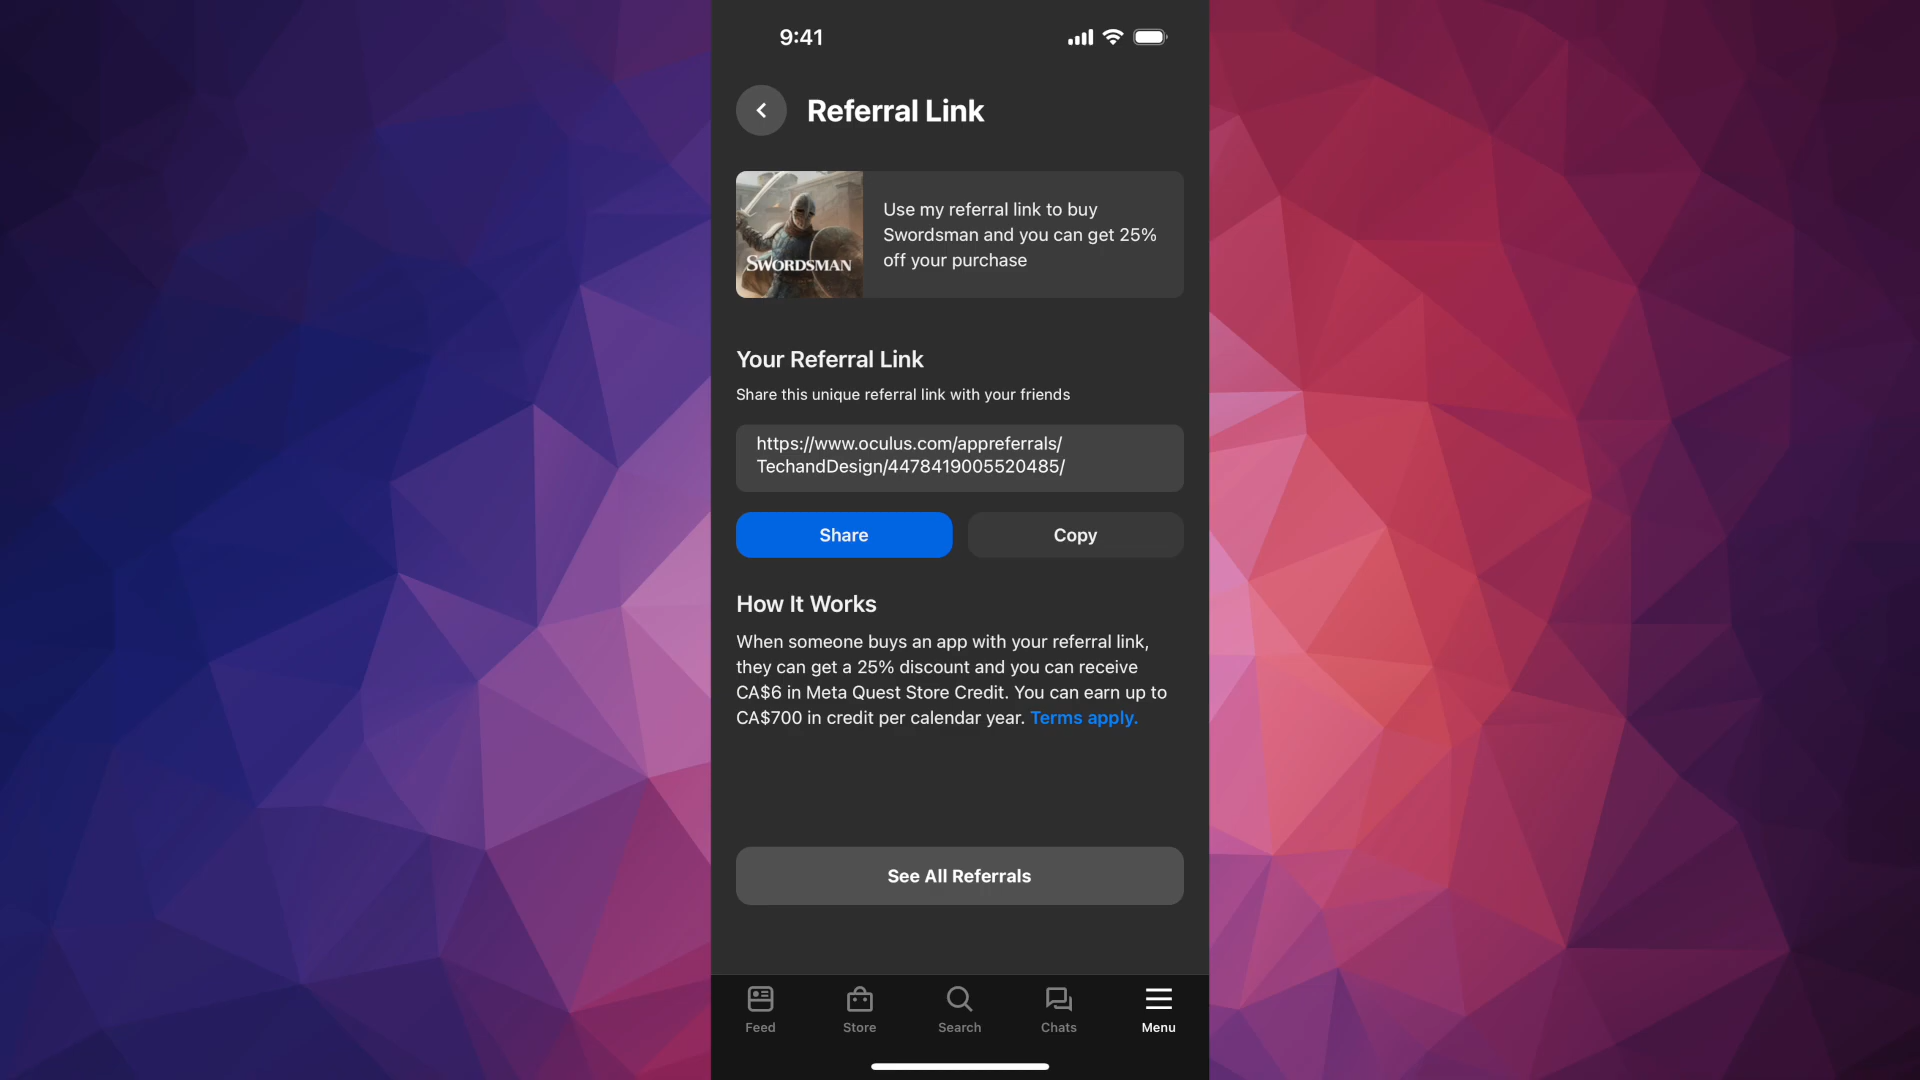 9:41
Referral Link
SWORDSMAN
Use my referral link to buy
Swordsman and you can get 25%
off your purchase
Your Referral Link
Share this unique referral link with your friends
https://www.oculus.com/appreferrals/
TechandDesign/4478419005520485/
Share
Copy
How It Works
When someone buys an app with your referral link,
they can get a 25% discount and you can receive
CA$6 in Meta Quest Store Credit. You can earn up to
CA$700 in credit per calendar year. Terms apply.
See All Referrals
Feed
Store
Search
Chats
Menu